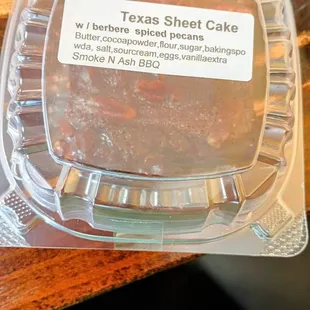 Texas Sheet Cake
w / berbere spiced pecans
Butter,cocoapowder,flour,sugar,bakingspo
wda, salt,sourcream,eggs,vanillaextra
Smoke N Ash BBQ